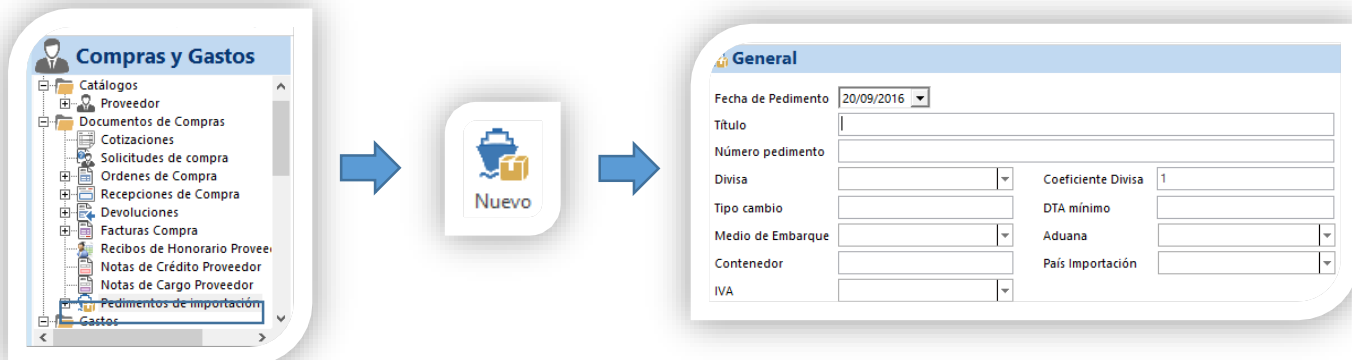 Compras y Gastos
Catálogos
Proveedor
Documentos de Compras
Cotizaciones
Solicitudes de compra
Ordenes de Compra
Recepciones de Compra
Devoluciones
Facturas Compra
Recibos de Honorario Provee
Notas de Crédito Proveedor
Notas de Cargo Proveedor
Pedimentos de importación
Gastos
Nuevo
General
Fecha de Pedimento 20/09/2016
Título
Número pedimento
Divisa Coeficiente Divisa 1
Tipo cambio DTA mínimo
Medio de Embarque Aduana
Contenedor País Importación
IVA